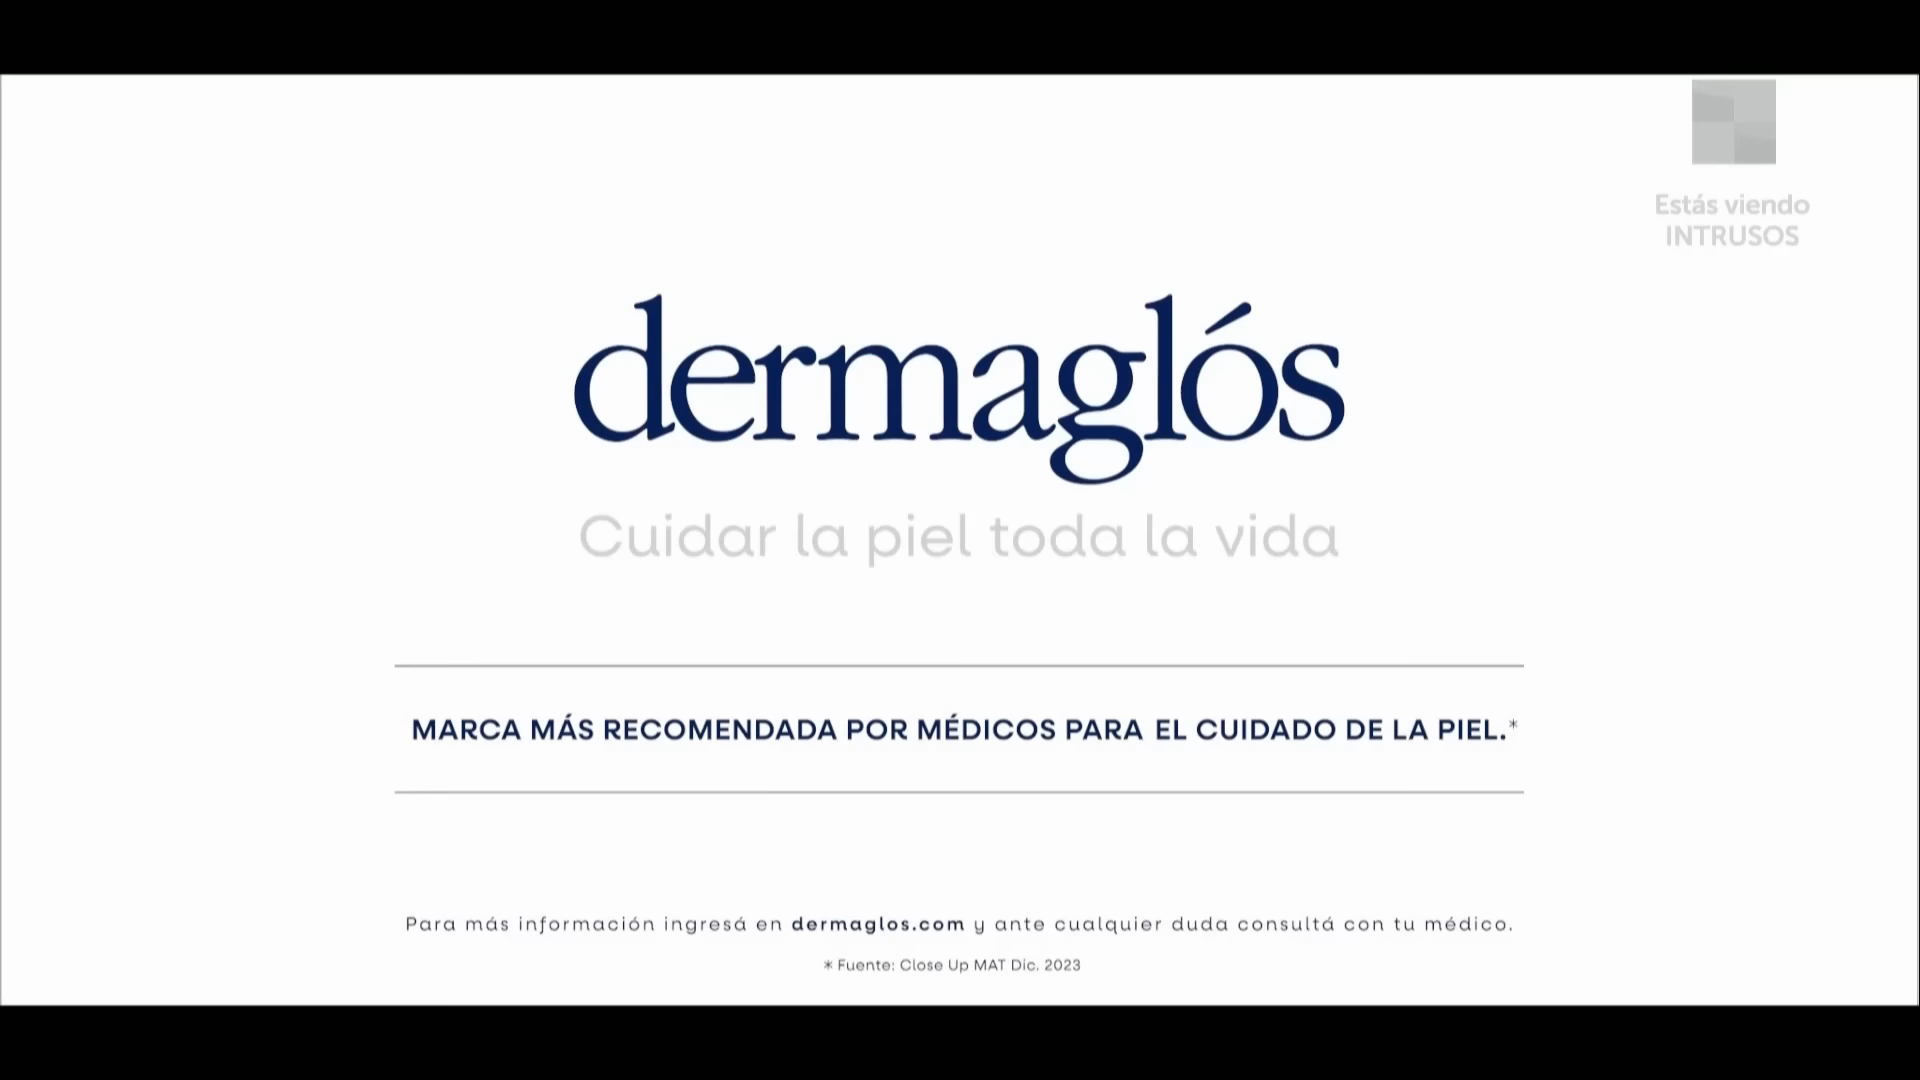 Estás viendo
INTRUSOS
dermaglós
Cuidar la piel toda la vida
MARCA MÁS RECOMENDADA POR MÉDICOS PARA EL CUIDADO DE LA PIEL.*
Para más información ingresá en dermaglos.com y ante cualquier duda consultá con tu médico.
* Fuente: Close Up MAT Dic. 2023